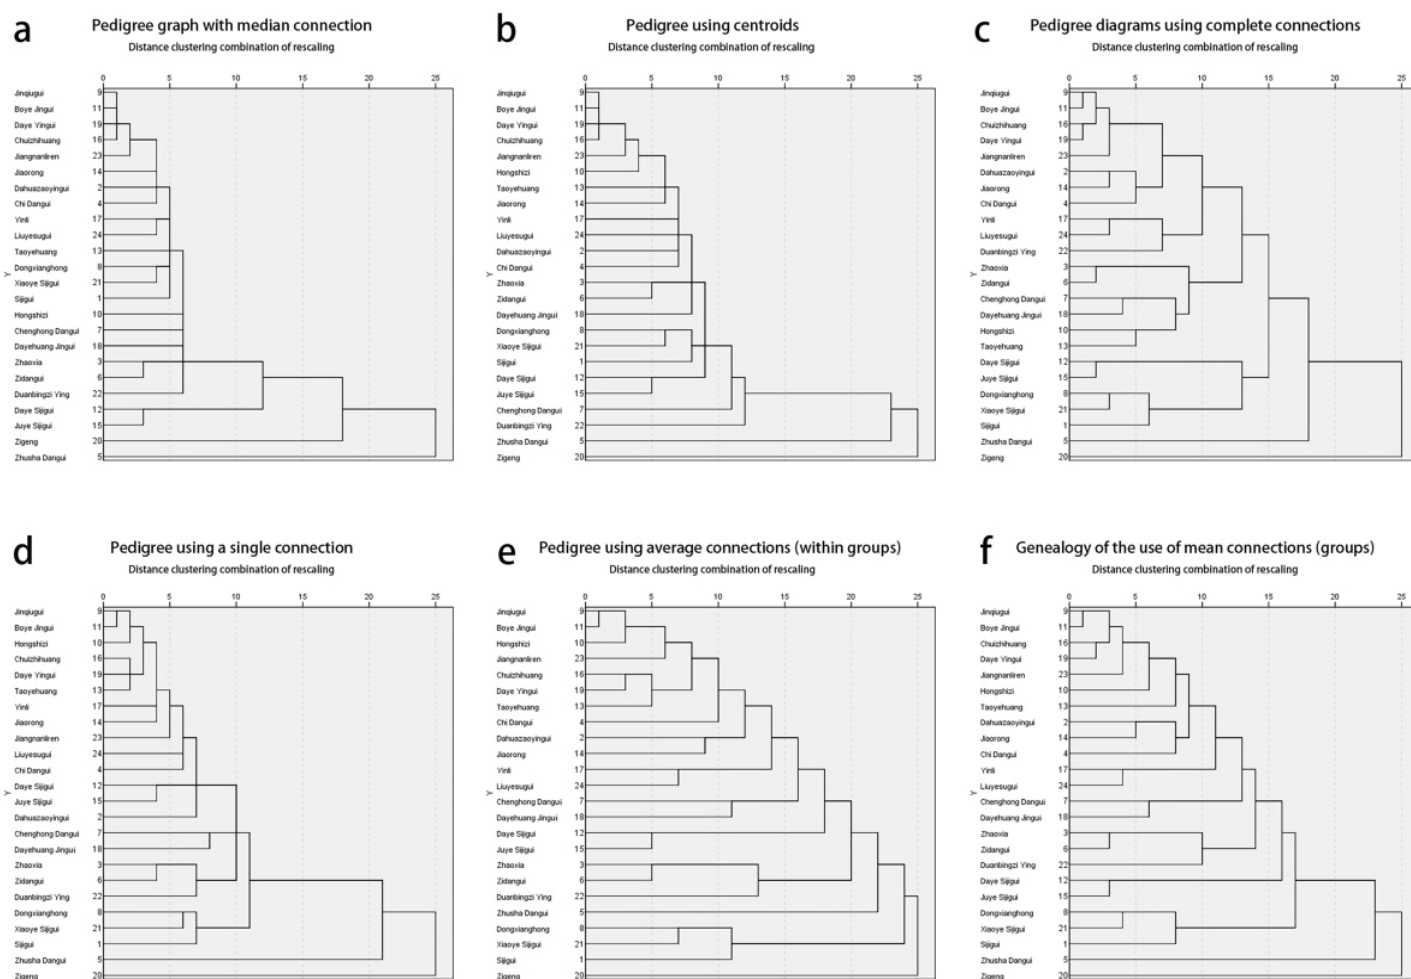 a
Pedigree graph with median connection
Distance clustering combination of rescaling
0 5 10 15 20 25
Y
Jinqiugui 9
Boye Jingui 11
Daye Yingui 19
Chuizhihuang 16
Jiangnanliren 23
Jiaorong 14
Dahuazaoyingui 2
Chi Dangui 4
Yinli 17
Liuyesugui 24
Taoyehuang 13
Dongxianghong 8
Xiaoye Sijigui 21
Sijigui 1
Hongshizi 10
Chenghong Dangui 7
Dayehuang Jingui 18
Zhaoxia 3
Zidangui 6
Duanbingzi Ying 22
Daye Sijigui 12
Juye Sijigui 15
Zigeng 20
Zhusha Dangui 5
b
Pedigree using centroids
Distance clustering combination of rescaling
0 5 10 15 20 25
Y
Jinqiugui 9
Boye Jingui 11
Daye Yingui 19
Chuizhihuang 16
Jiangnanliren 23
Hongshizi 10
Taoyehuang 13
Jiaorong 14
Yinli 17
Liuyesugui 24
Dahuazaoyingui 2
Chi Dangui 4
Zhaoxia 3
Zidangui 6
Dayehuang Jingui 18
Dongxianghong 8
Xiaoye Sijigui 21
Sijigui 1
Daye Sijigui 12
Juye Sijigui 15
Chenghong Dangui 7
Duanbingzi Ying 22
Zhusha Dangui 5
Zigeng 20
c
Pedigree diagrams using complete connections
Distance clustering combination of rescaling
0 5 10 15 20 25
Y
Jinqiugui 9
Boye Jingui 11
Chuizhihuang 16
Daye Yingui 19
Jiangnanliren 23
Dahuazaoyingui 2
Jiaorong 14
Chi Dangui 4
Yinli 17
Liuyesugui 24
Duanbingzi Ying 22
Zhaoxia 3
Zidangui 6
Chenghong Dangui 7
Dayehuang Jingui 18
Hongshizi 10
Taoyehuang 13
Daye Sijigui 12
Juye Sijigui 15
Dongxianghong 8
Xiaoye Sijigui 21
Sijigui 1
Zhusha Dangui 5
Zigeng 20
d
Pedigree using a single connection
Distance clustering combination of rescaling
0 5 10 15 20 25
Y
Jinqiugui 9
Boye Jingui 11
Hongshizi 10
Chuizhihuang 16
Daye Yingui 19
Taoyehuang 13
Yinli 17
Jiaorong 14
Jiangnanliren 23
Liuyesugui 24
Chi Dangui 4
Daye Sijigui 12
Juye Sijigui 15
Dahuazaoyingui 2
Chenghong Dangui 7
Dayehuang Jingui 18
Zhaoxia 3
Zidangui 6
Duanbingzi Ying 22
Dongxianghong 8
Xiaoye Sijigui 21
Sijigui 1
Zhusha Dangui 5
Zigeng 20
e
Pedigree using average connections (within groups)
Distance clustering combination of rescaling
0 5 10 15 20 25
Y
Jinqiugui 9
Boye Jingui 11
Hongshizi 10
Jiangnanliren 23
Chuizhihuang 16
Daye Yingui 19
Taoyehuang 13
Chi Dangui 4
Dahuazaoyingui 2
Jiaorong 14
Yinli 17
Liuyesugui 24
Chenghong Dangui 7
Dayehuang Jingui 18
Daye Sijigui 12
Juye Sijigui 15
Zhaoxia 3
Zidangui 6
Duanbingzi Ying 22
Zhusha Dangui 5
Dongxianghong 8
Xiaoye Sijigui 21
Sijigui 1
Zigeng 20
f
Genealogy of the use of mean connections (groups)
Distance clustering combination of rescaling
0 5 10 15 20 25
Y
Jinqiugui 9
Boye Jingui 11
Chuizhihuang 16
Daye Yingui 19
Jiangnanliren 23
Hongshizi 10
Taoyehuang 13
Dahuazaoyingui 2
Jiaorong 14
Chi Dangui 4
Yinli 17
Liuyesugui 24
Chenghong Dangui 7
Dayehuang Jingui 18
Zhaoxia 3
Zidangui 6
Duanbingzi Ying 22
Daye Sijigui 12
Juye Sijigui 15
Dongxianghong 8
Xiaoye Sijigui 21
Sijigui 1
Zhusha Dangui 5
Zigeng 20